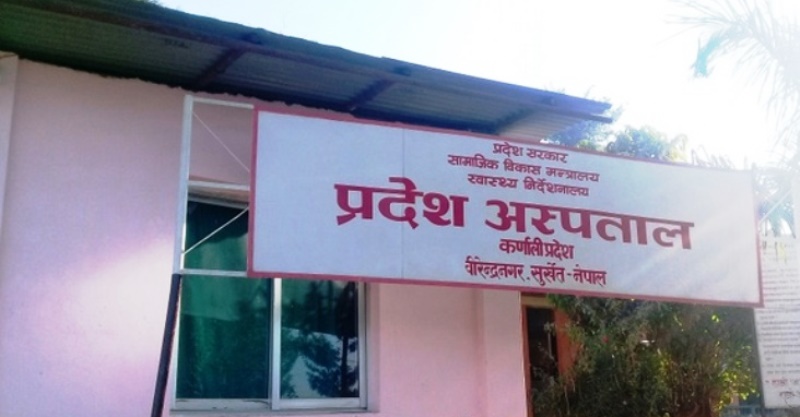 प्रदेश सरकार
सामाजिक विकास मन्त्रालय
स्वास्थ्य निर्देशनालय
प्रदेश अस्पताल
कर्णाली प्रदेश
वीरेन्द्रनगर, सुर्खेत - नेपाल